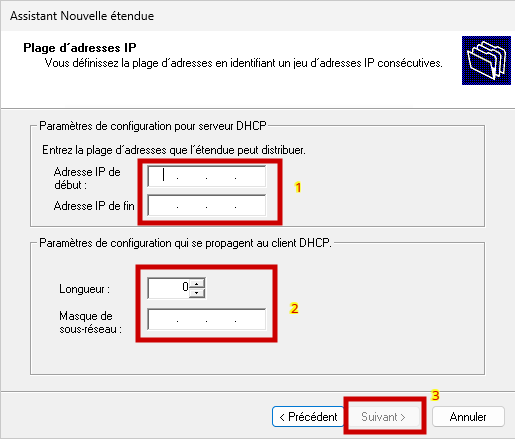 Assistant Nouvelle étendue
Plage d´adresses IP
Vous définissez la plage d´adresses en identifiant un jeu d´adresses IP consécutives.
Paramètres de configuration pour serveur DHCP
Entrez la plage d´adresses que l´étendue peut distribuer.
Adresse IP de
début :
. . .
1
Adresse IP de fin
. . .
Paramètres de configuration qui se propagent au client DHCP.
Longueur :
0
2
Masque de
sous-réseau :
. . .
3
< Précédent
Suivant >
Annuler